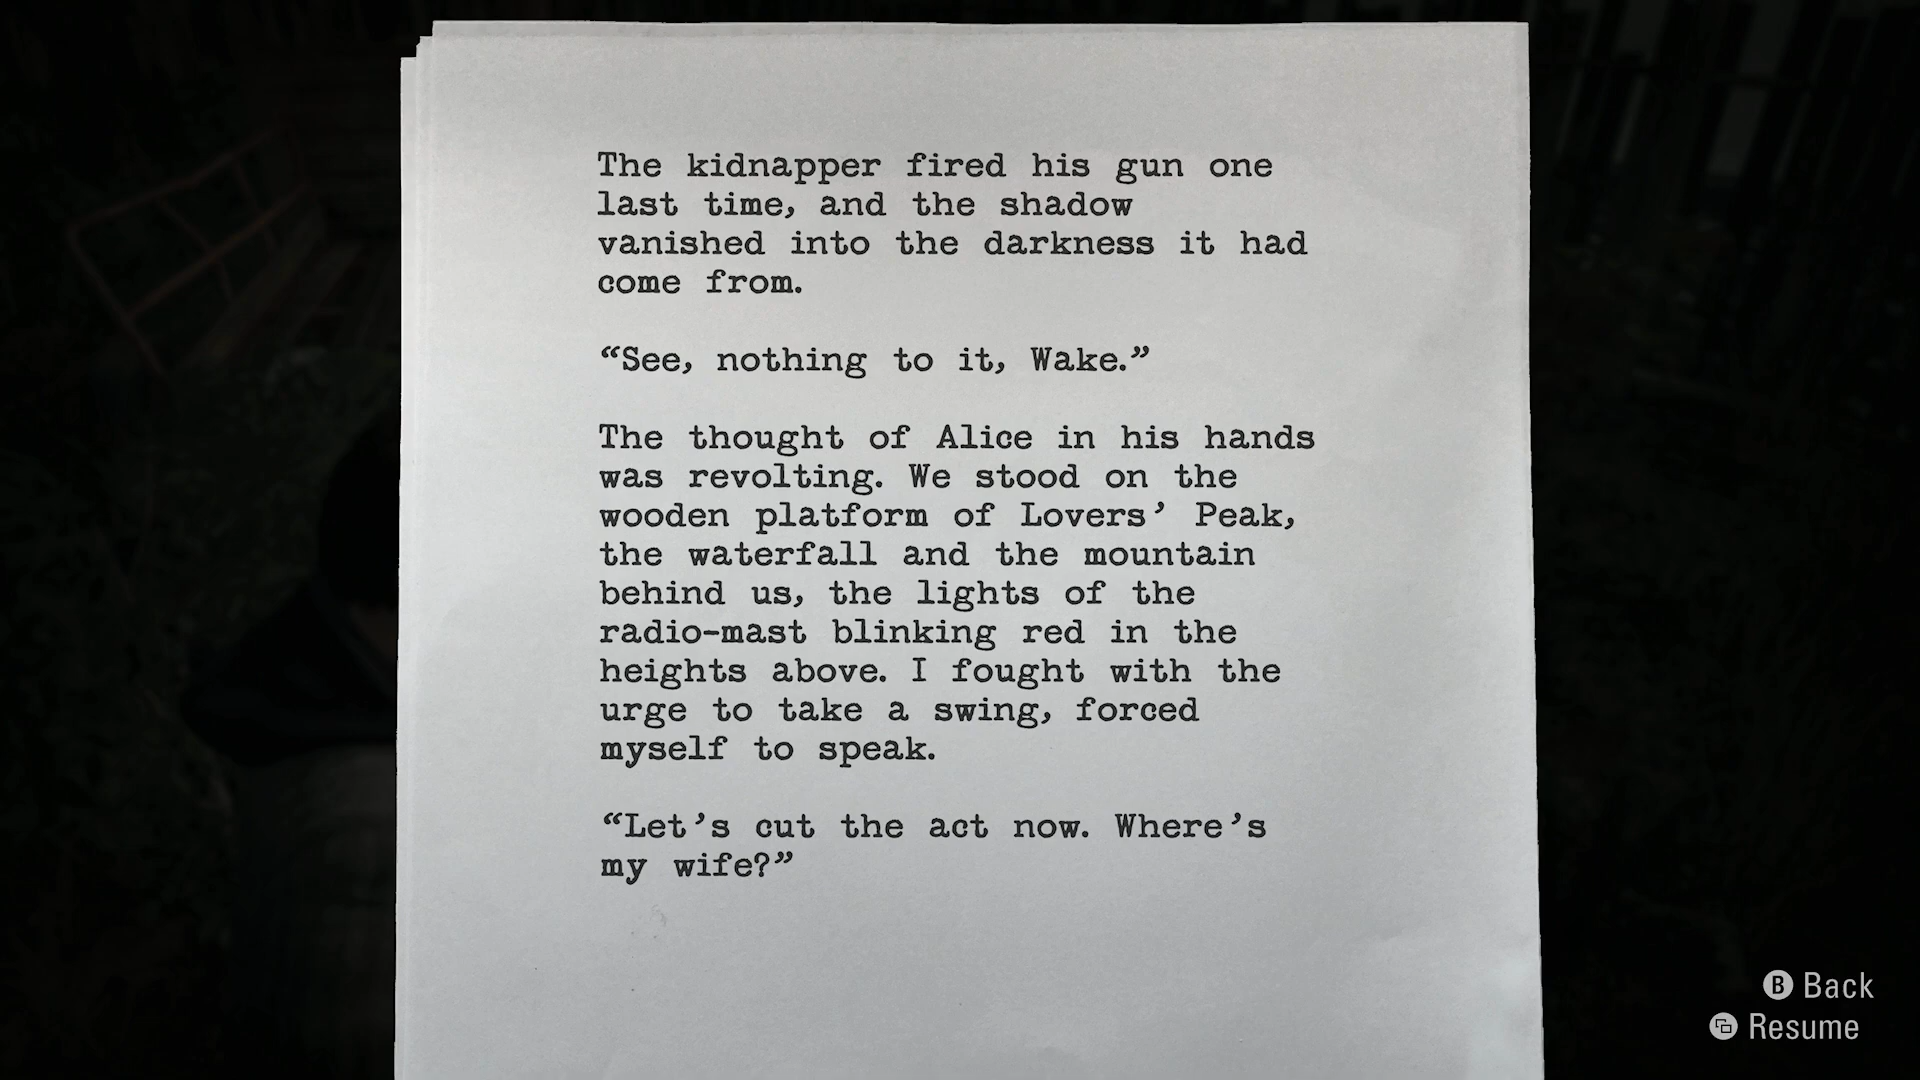 The kidnapper fired his gun one
last time, and the shadow
vanished into the darkness it had
come from.
“See, nothing to it, Wake.”
The thought of Alice in his hands
was revolting. We stood on the
wooden platform of Lovers’ Peak,
the waterfall and the mountain
behind us, the lights of the
radio-mast blinking red in the
heights above. I fought with the
urge to take a swing, forced
myself to speak.
“Let’s cut the act now. Where’s
my wife?”
B Back
Resume